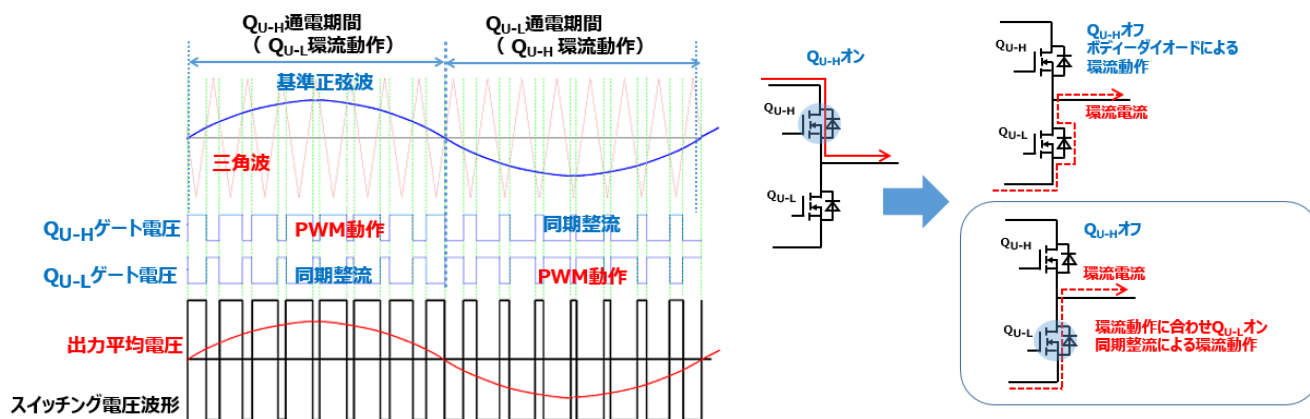 QU-H通電期間
( QU-L環流動作)
QU-L通電期間
( QU-H 環流動作)
基準正弦波
三角波
QU-Hゲート電圧
PWM動作
同期整流
QU-Lゲート電圧
同期整流
PWM動作
出力平均電圧
スイッチング電圧波形
QU-Hオン
QU-H
QU-L
QU-Hオフ
ボディーダイオードによる
環流動作
QU-H
環流電流
QU-L
QU-Hオフ
QU-H
環流電流
QU-L
環流動作に合わせQU-Lオン
同期整流による環流動作